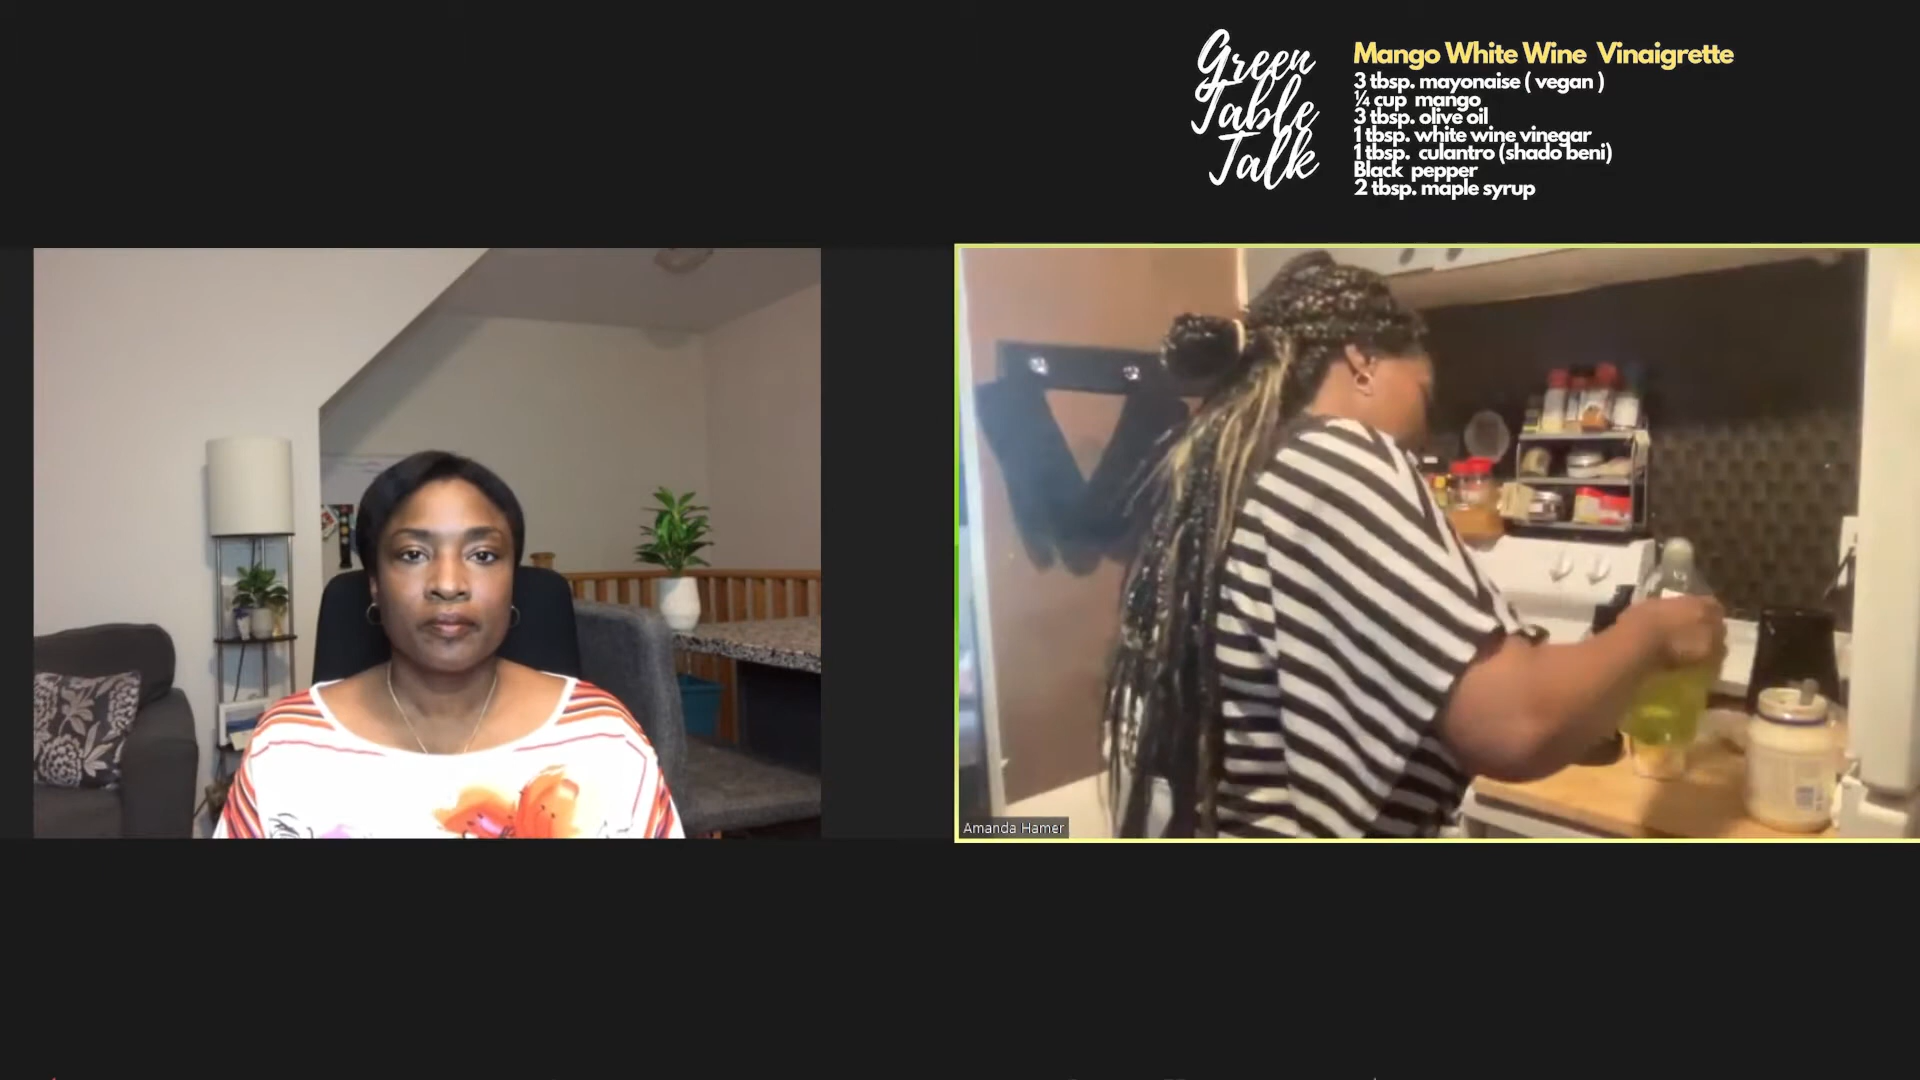 Green
Table
Talk
Mango White Wine Vinaigrette
3 tbsp. mayonaise ( vegan )
¼ cup mango
3 tbsp. olive oil
1 tbsp. white wine vinegar
1 tbsp. culantro (shado beni)
Black pepper
2 tbsp. maple syrup
Amanda Hamer